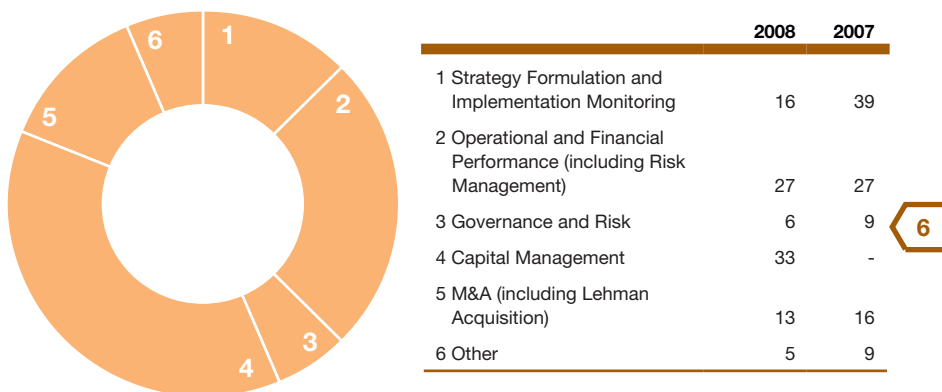 1
2
3
4
5
6
2008 2007
1 Strategy Formulation and
Implementation Monitoring 16 39
2 Operational and Financial
Performance (including Risk
Management) 27 27
3 Governance and Risk 6 9
4 Capital Management 33 -
5 M&A (including Lehman
Acquisition) 13 16
6 Other 5 9
6